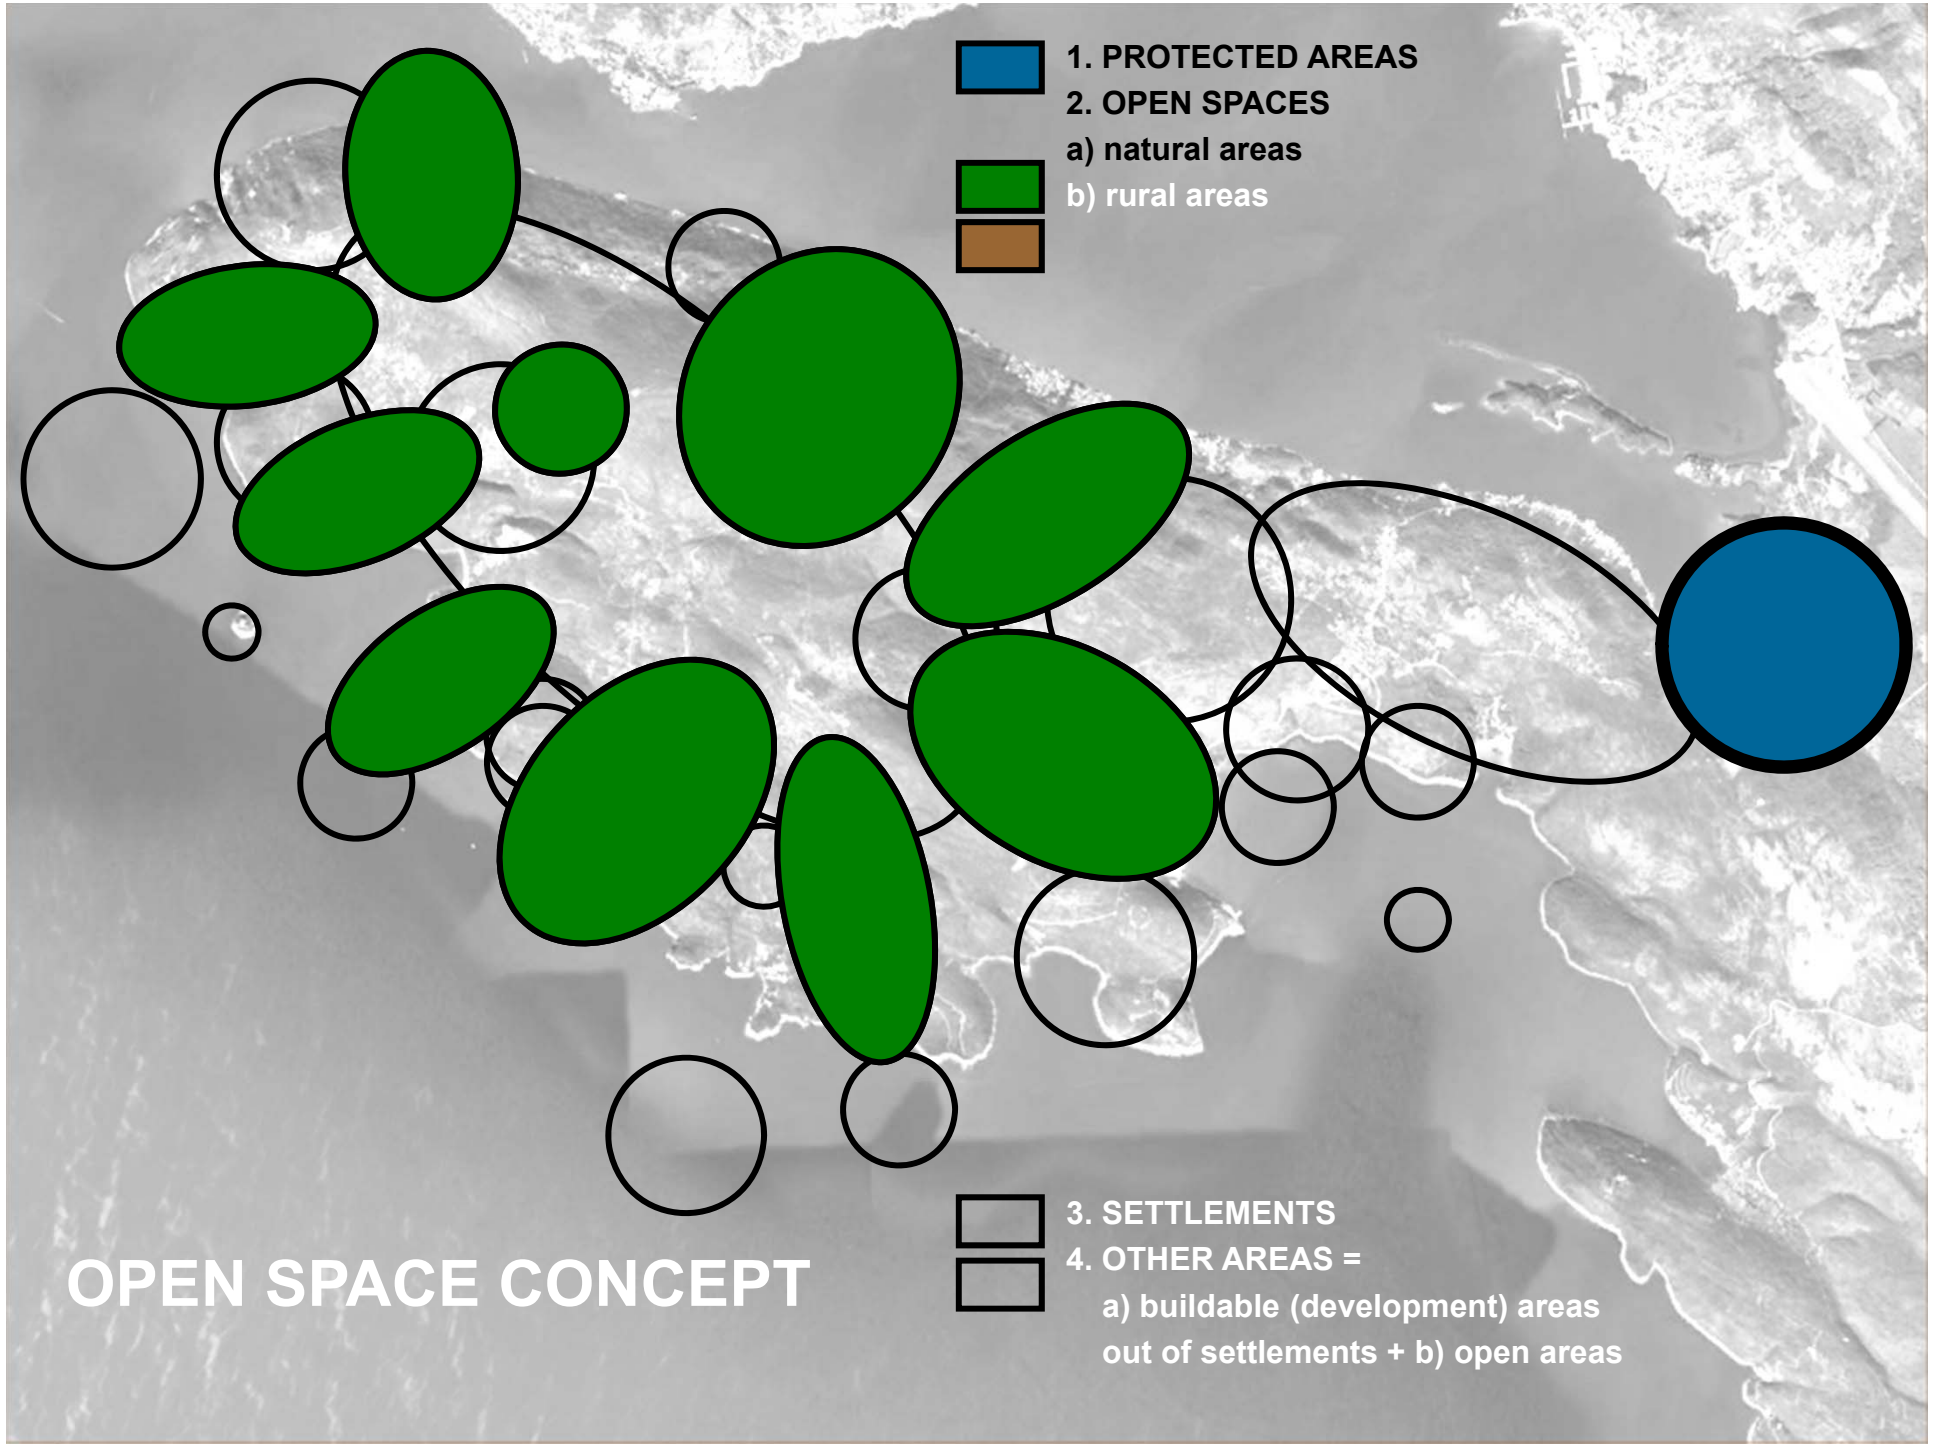 1. PROTECTED AREAS
2. OPEN SPACES
a) natural areas
b) rural areas
3. SETTLEMENTS
4. OTHER AREAS =
a) buildable (development) areas
out of settlements + b) open areas
OPEN SPACE CONCEPT